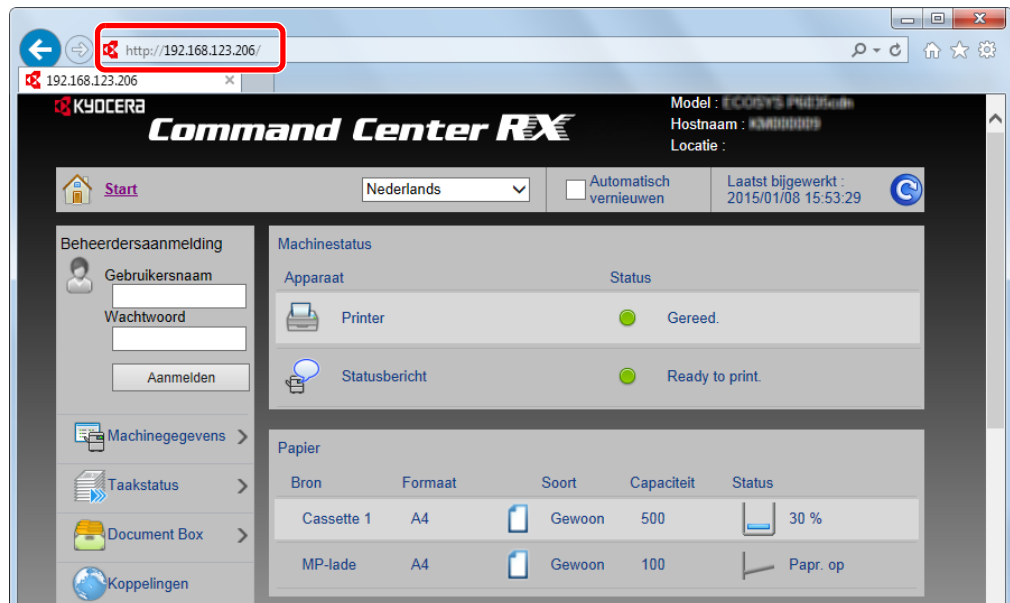 http://192.168.123.206/
192.168.123.206
KYOCERA
Command Center RX
Model :
Hostnaam :
Locatie :
Start
Nederlands
Automatisch
vernieuwen
Laatst bijgewerkt :
2015/01/08 15:53:29
Beheerdersaanmelding
Gebruikersnaam
Wachtwoord
Aanmelden
Machinegegevens
Taakstatus
Document Box
Koppelingen
Machinestatus
Apparaat Status
Printer Gereed.
Statusbericht Ready to print.
Papier
Bron Formaat Soort Capaciteit Status
Cassette 1 A4 Gewoon 500 30 %
MP-lade A4 Gewoon 100 Papr. op